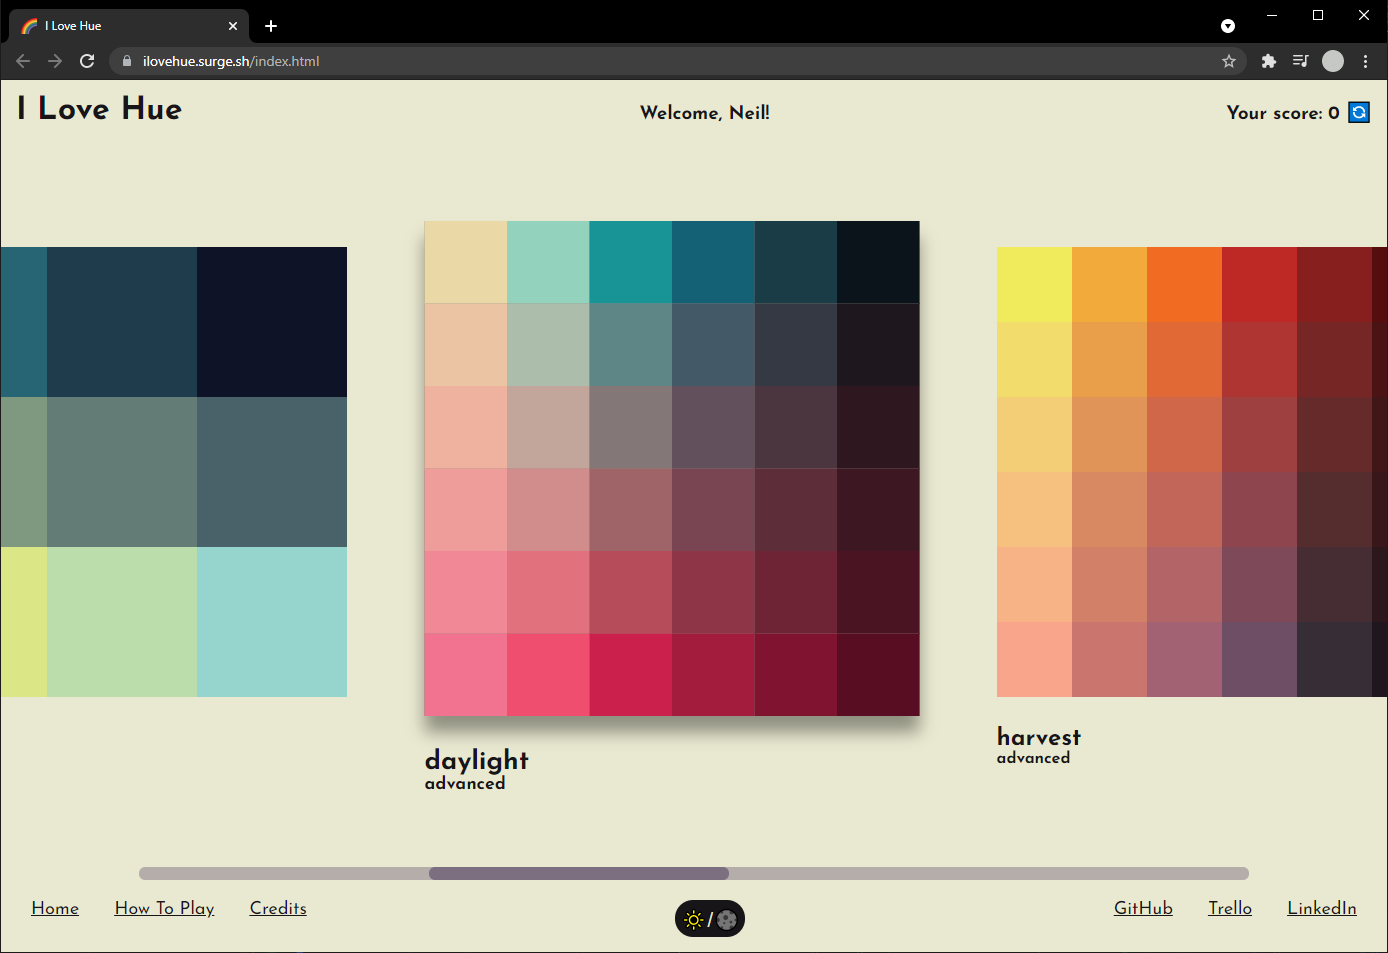 I Love Hue
ilovehue.surge.sh/index.html
I Love Hue
Welcome, Neil!
Your score: 0
daylight
advanced
harvest
advanced
Home
How To Play
Credits
/
GitHub
Trello
LinkedIn